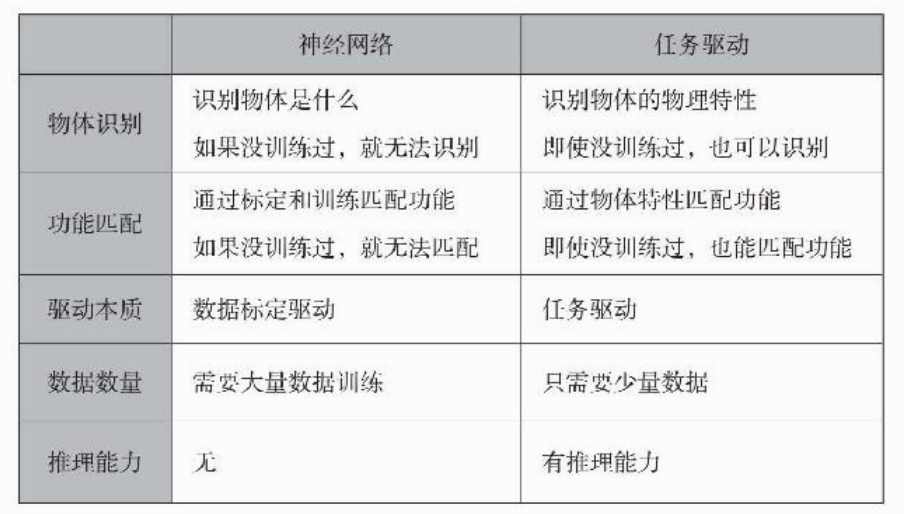 神经网络 任务驱动
物体识别
识别物体是什么
如果没训练过，就无法识别
识别物体的物理特性
即使没训练过，也可以识别
功能匹配
通过标定和训练匹配功能
如果没训练过，就无法匹配
通过物体特性匹配功能
即使没训练过，也能匹配功能
驱动本质 数据标定驱动 任务驱动
数据数量 需要大量数据训练 只需要少量数据
推理能力 无 有推理能力